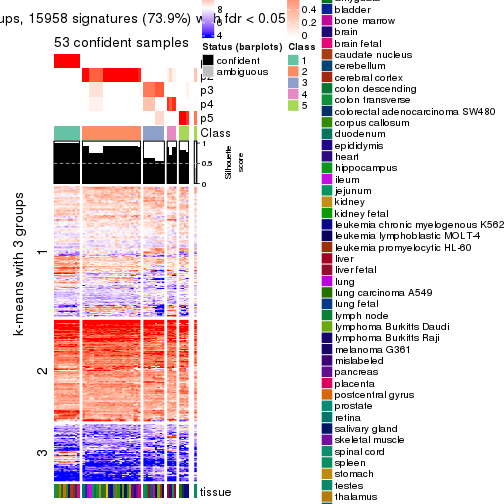 ups, 15958 signatures (73.9%) with fdr < 0.05
53 confident samples
p3
p4
p5
Class
1
0.5
0
Silhouette
score
k-means with 3 groups
1
2
3
tissue
8
6
4
0.4
0.2
0
Status (barplots)
confident
ambiguous
Class
1
2
3
4
5
bladder
bone marrow
brain
brain fetal
caudate nucleus
cerebellum
cerebral cortex
colon descending
colon transverse
colorectal adenocarcinoma SW480
corpus callosum
duodenum
epididymis
heart
hippocampus
ileum
jejunum
kidney
kidney fetal
leukemia chronic myelogenous K562
leukemia lymphoblastic MOLT-4
leukemia promyelocytic HL-60
liver
liver fetal
lung
lung carcinoma A549
lung fetal
lymph node
lymphoma Burkitts Daudi
lymphoma Burkitts Raji
melanoma G361
mislabeled
pancreas
placenta
postcentral gyrus
prostate
retina
salivary gland
skeletal muscle
spinal cord
spleen
stomach
testes
thalamus